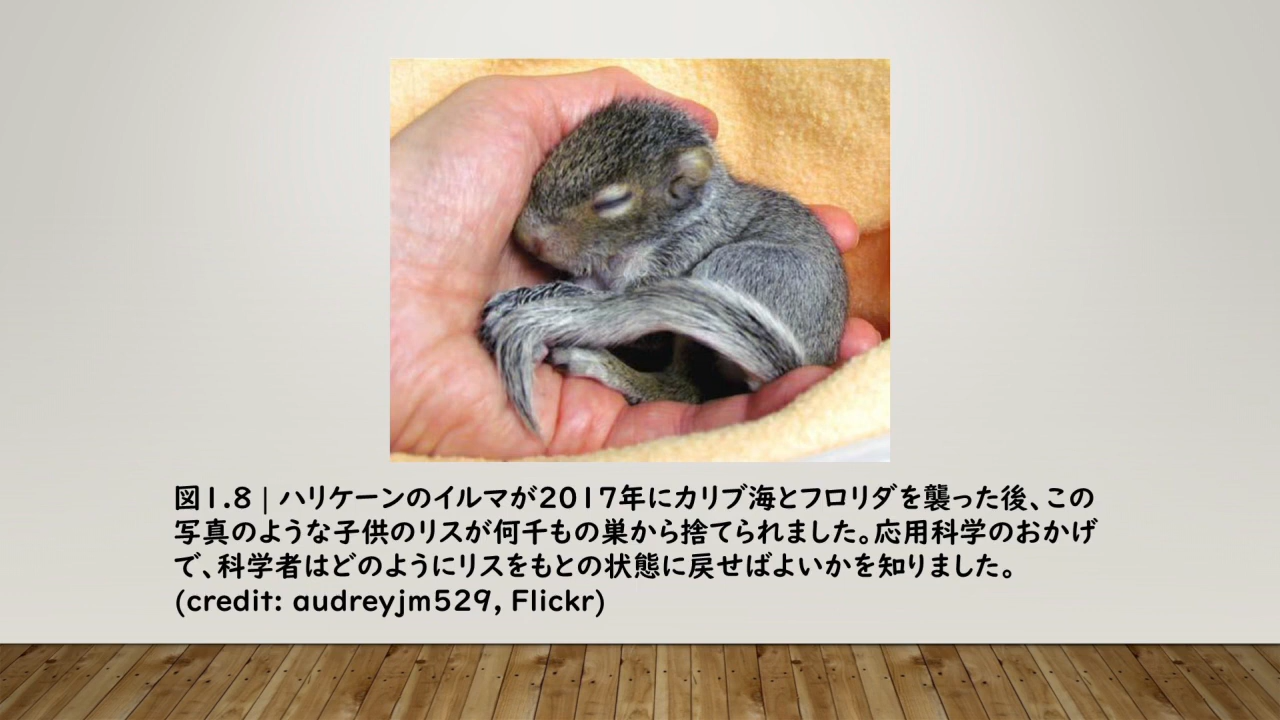 図1.8 | ハリケーンのイルマが2017年にカリブ海とフロリダを襲った後、この
写真のような子供のリスが何千もの巣から捨てられました。応用科学のおかげ
で、科学者はどのようにリスをもとの状態に戻せばよいかを知りました。
(credit: audreyjm529, Flickr)